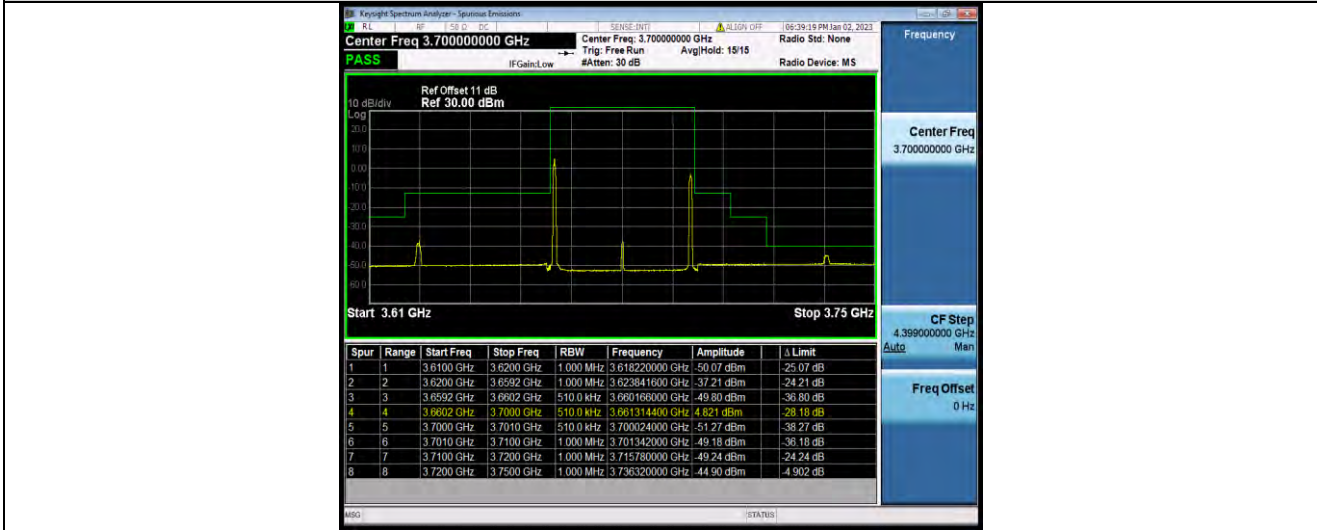 Keysight Spectrum Analyzer - Spurious Emissions
RL RF 50 Ω DC SENSE:INT ALIGN OFF 06:39:19 PM Jan 02, 2023
Center Freq 3.700000000 GHz
Center Freq: 3.700000000 GHz
Radio Std: None
Trig: Free Run Avg|Hold: 15/15
PASS
IFGain:Low #Atten: 30 dB Radio Device: MS
Ref Offset 11 dB
10 dB/div Ref 30.00 dBm
Log
20.0
10.0
0.00
-10.0
-20.0
-30.0
-40.0
-50.0
-60.0
Start 3.61 GHz Stop 3.75 GHz
Spur Range Start Freq Stop Freq RBW Frequency Amplitude Δ Limit
1 1 3.6100 GHz 3.6200 GHz 1.000 MHz 3.618220000 GHz -50.07 dBm -25.07 dB
2 2 3.6200 GHz 3.6592 GHz 1.000 MHz 3.623841600 GHz -37.21 dBm -24.21 dB
3 3 3.6592 GHz 3.6602 GHz 510.0 kHz 3.660166000 GHz -49.80 dBm -36.80 dB
4 4 3.6602 GHz 3.7000 GHz 510.0 kHz 3.661314400 GHz 4.821 dBm -28.18 dB
5 5 3.7000 GHz 3.7010 GHz 510.0 kHz 3.700024000 GHz -51.27 dBm -38.27 dB
6 6 3.7010 GHz 3.7100 GHz 1.000 MHz 3.701342000 GHz -49.18 dBm -36.18 dB
7 7 3.7100 GHz 3.7200 GHz 1.000 MHz 3.715780000 GHz -49.24 dBm -24.24 dB
8 8 3.7200 GHz 3.7500 GHz 1.000 MHz 3.736320000 GHz -44.90 dBm -4.902 dB
MSG STATUS
Frequency
Center Freq
3.700000000 GHz
CF Step
4.399000000 GHz
Auto Man
Freq Offset
0 Hz